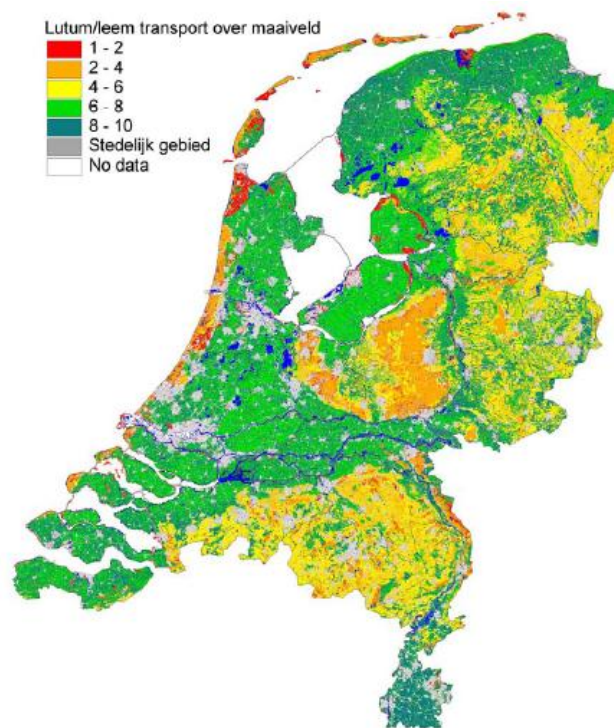 Lutum/leem transport over maaiveld
1 - 2
2 - 4
4 - 6
6 - 8
8 - 10
Stedelijk gebied
No data